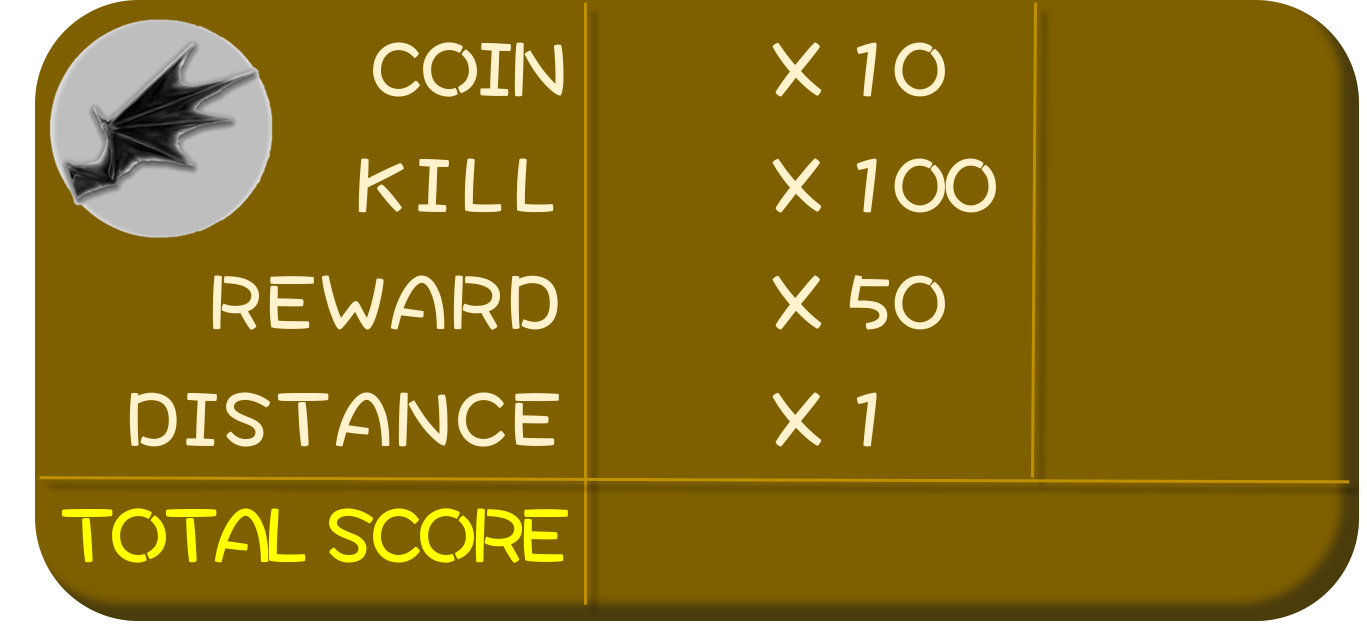 COIN X 10
KILL X 100
REWARD X 50
DISTANCE X 1
TOTAL SCORE